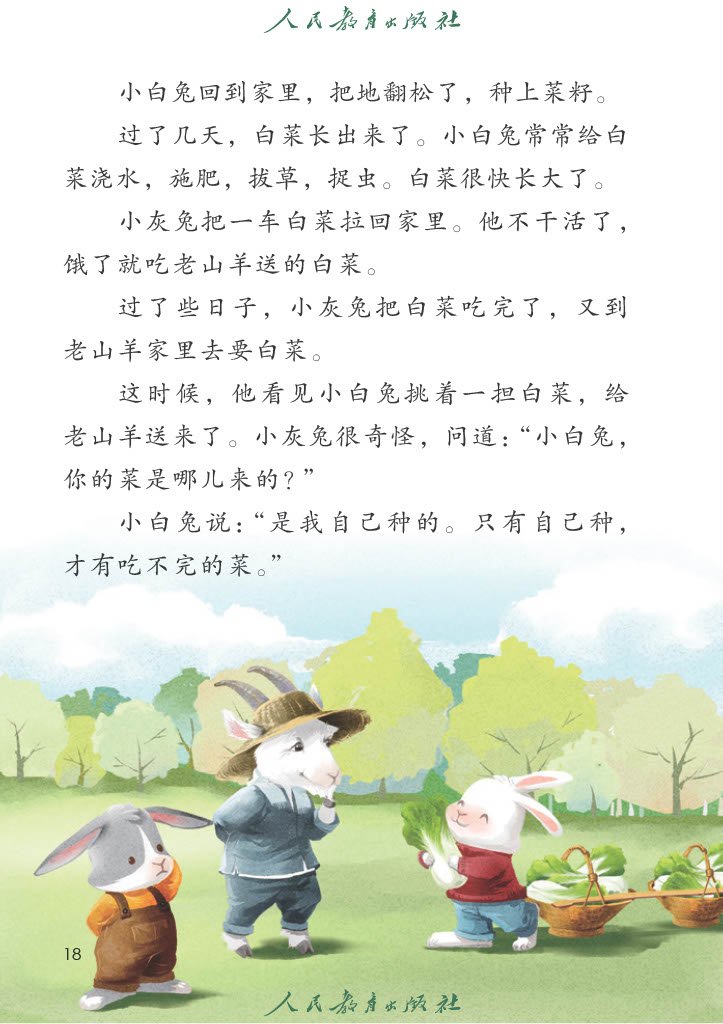 人民教育出版社
小白兔回到家里，把地翻松了，种上菜籽。
过了几天，白菜长出来了。小白兔常常给白
菜浇水，施肥，拔草，捉虫。白菜很快长大了。
小灰兔把一车白菜拉回家里。他不干活了，
饿了就吃老山羊送的白菜。
过了些日子，小灰兔把白菜吃完了，又到
老山羊家里去要白菜。
这时候，他看见小白兔挑着一担白菜，给
老山羊送来了。小灰兔很奇怪，问道：“小白兔，
你的菜是哪儿来的？”
小白兔说：“是我自己种的。只有自己种，
才有吃不完的菜。”
18
人民教育出版社